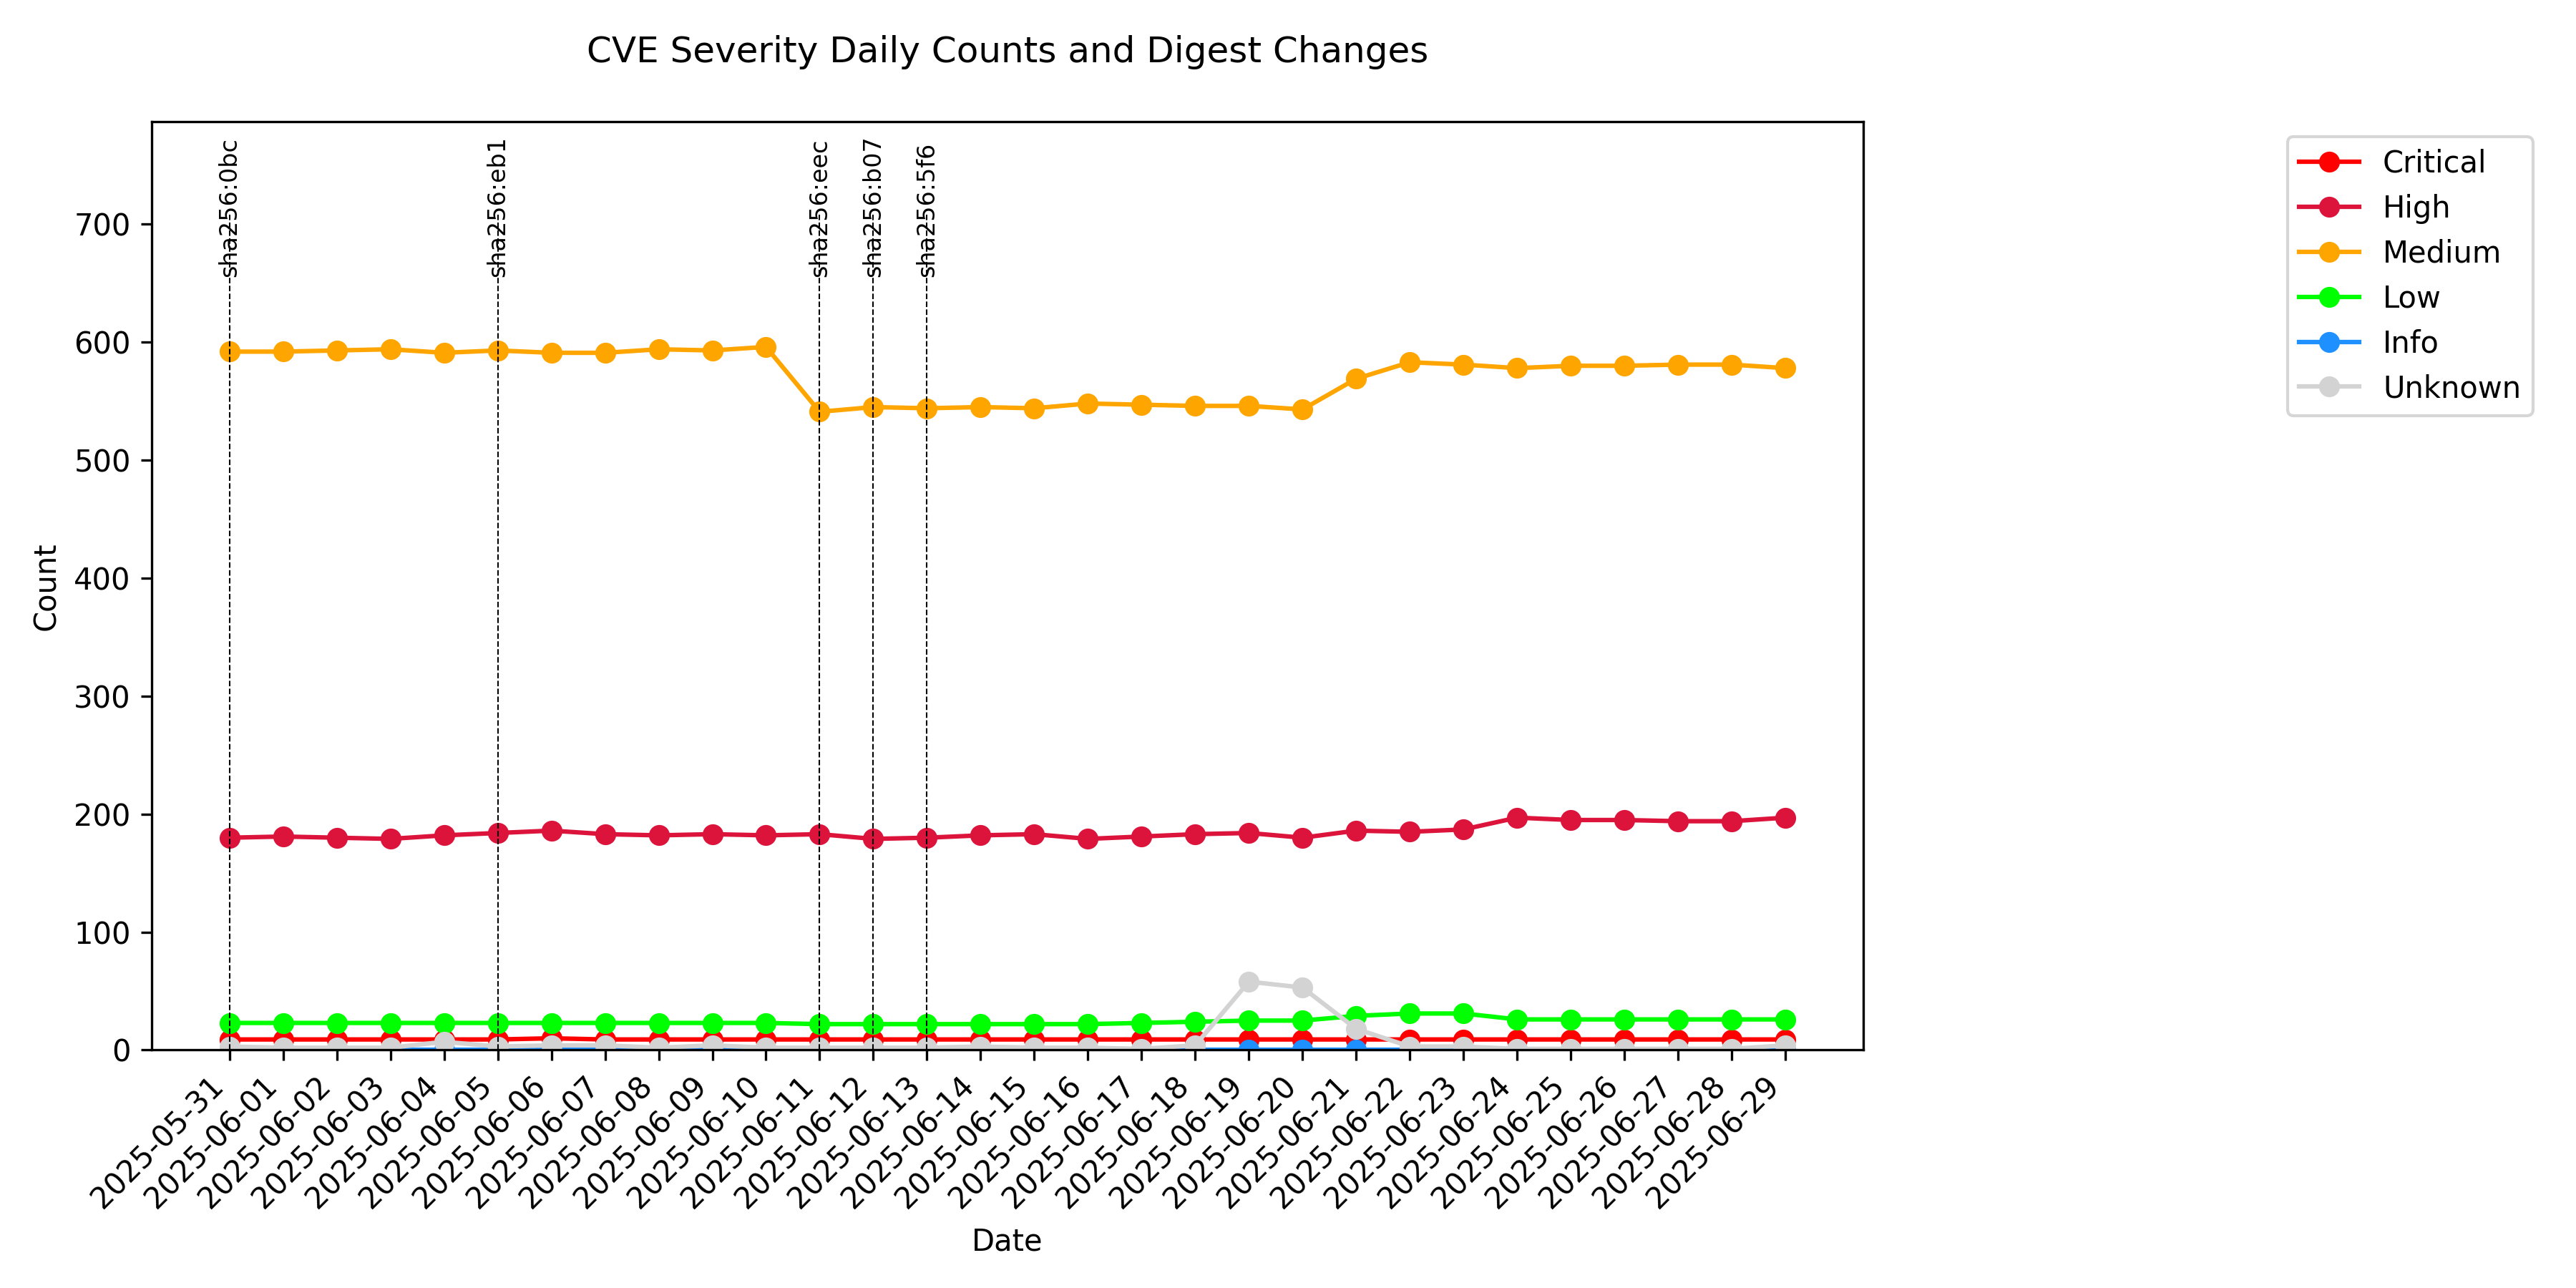 CVE Severity Daily Counts and Digest Changes
sha256:0bc
sha256:eb1
sha256:eec
sha256:b07
sha256:5f6
Critical
High
Medium
Low
Info
Unknown
Count
700
600
500
400
300
200
100
0
2025-05-31
2025-06-01
2025-06-02
2025-06-03
2025-06-04
2025-06-05
2025-06-06
2025-06-07
2025-06-08
2025-06-09
2025-06-10
2025-06-11
2025-06-12
2025-06-13
2025-06-14
2025-06-15
2025-06-16
2025-06-17
2025-06-18
2025-06-19
2025-06-20
2025-06-21
2025-06-22
2025-06-23
2025-06-24
2025-06-25
2025-06-26
2025-06-27
2025-06-28
2025-06-29
Date